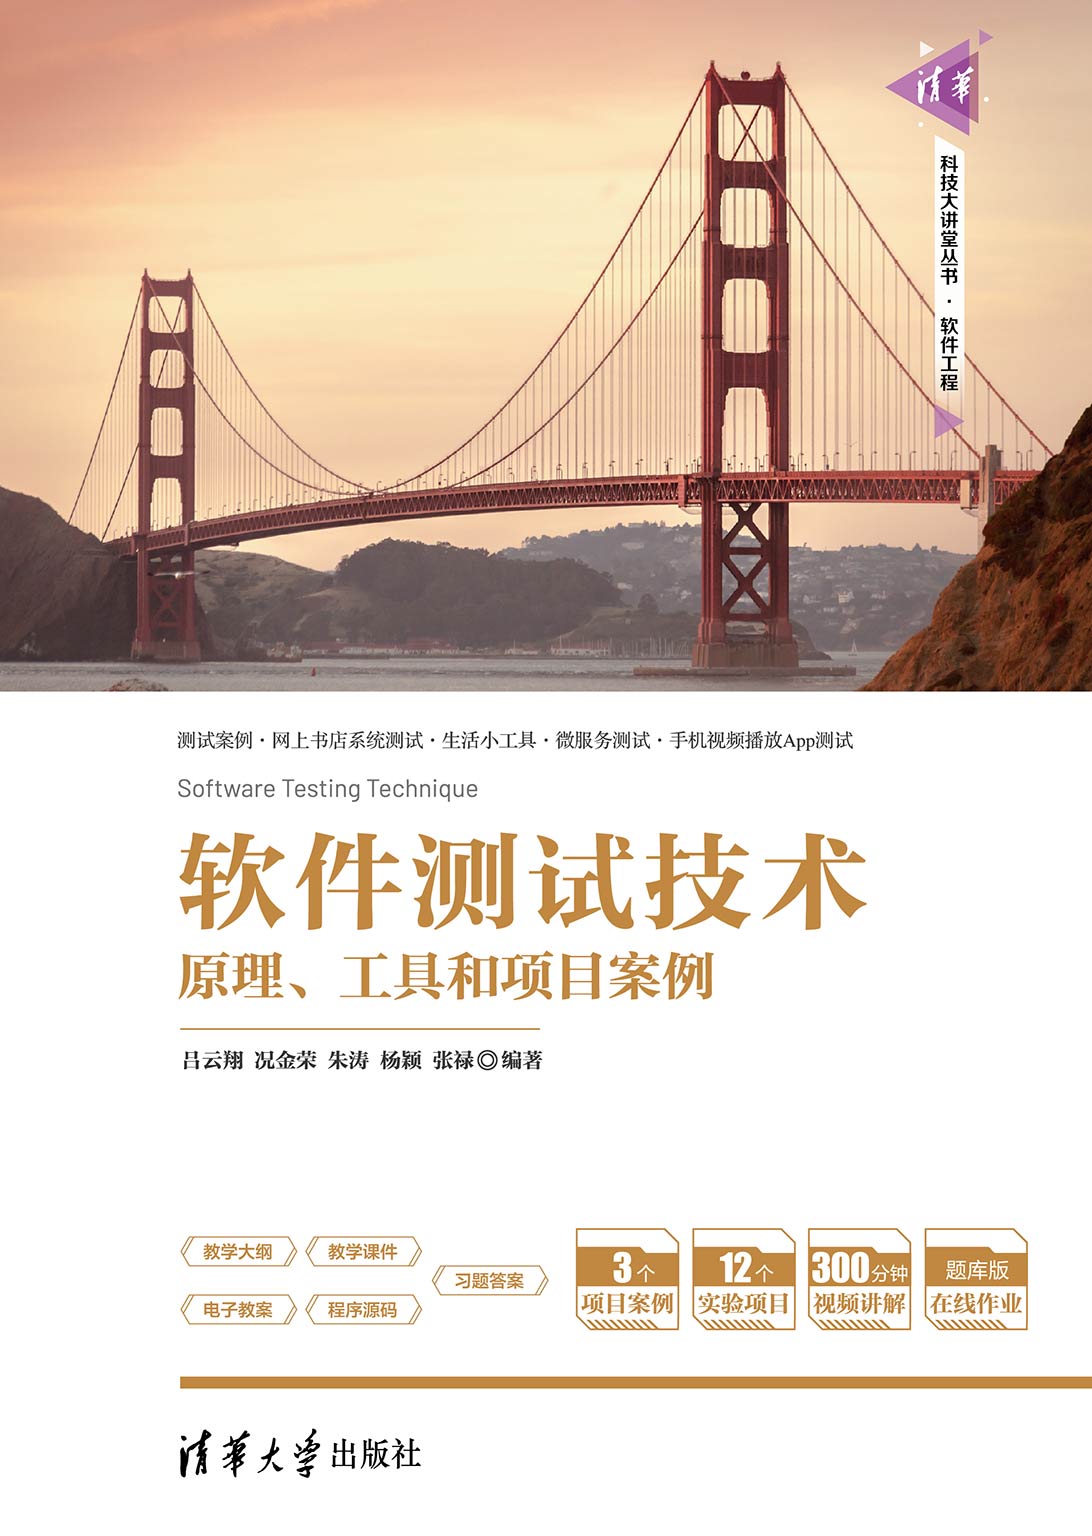 清華
科技大讲堂丛书·软件工程
测试案例·网上书店系统测试·生活小工具·微服务测试·手机视频播放App测试
Software Testing Technique
软件测试技术
原理、工具和项目案例
吕云翔 况金荣 朱涛 杨颖 张禄◎编著
教学大纲 教学课件
习题答案
电子教案 程序源码
3个
项目案例
12个
实验项目
300分钟
视频讲解
题库版
在线作业
清華大学出版社